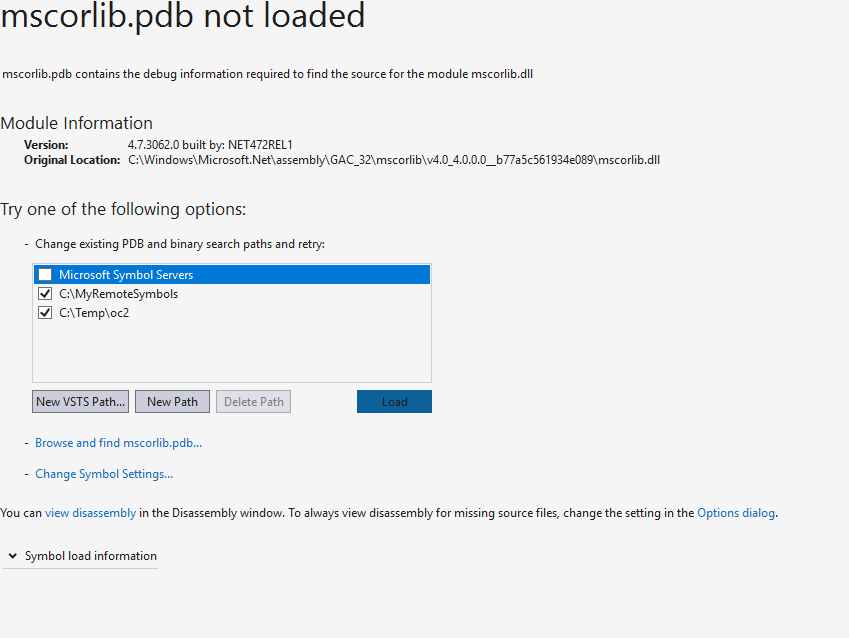 mscorlib.pdb not loaded
mscorlib.pdb contains the debug information required to find the source for the module mscorlib.dll
Module Information
Version: 4.7.3062.0 built by: NET472REL1
Original Location: C:\Windows\Microsoft.Net\assembly\GAC_32\mscorlib\v4.0_4.0.0.0__b77a5c561934e089\mscorlib.dll
Try one of the following options:
- Change existing PDB and binary search paths and retry:
Microsoft Symbol Servers
C:\MyRemoteSymbols
C:\Temp\oc2
New VSTS Path... New Path Delete Path Load
- Browse and find mscorlib.pdb...
- Change Symbol Settings...
You can view disassembly in the Disassembly window. To always view disassembly for missing source files, change the setting in the Options dialog.
Symbol load information